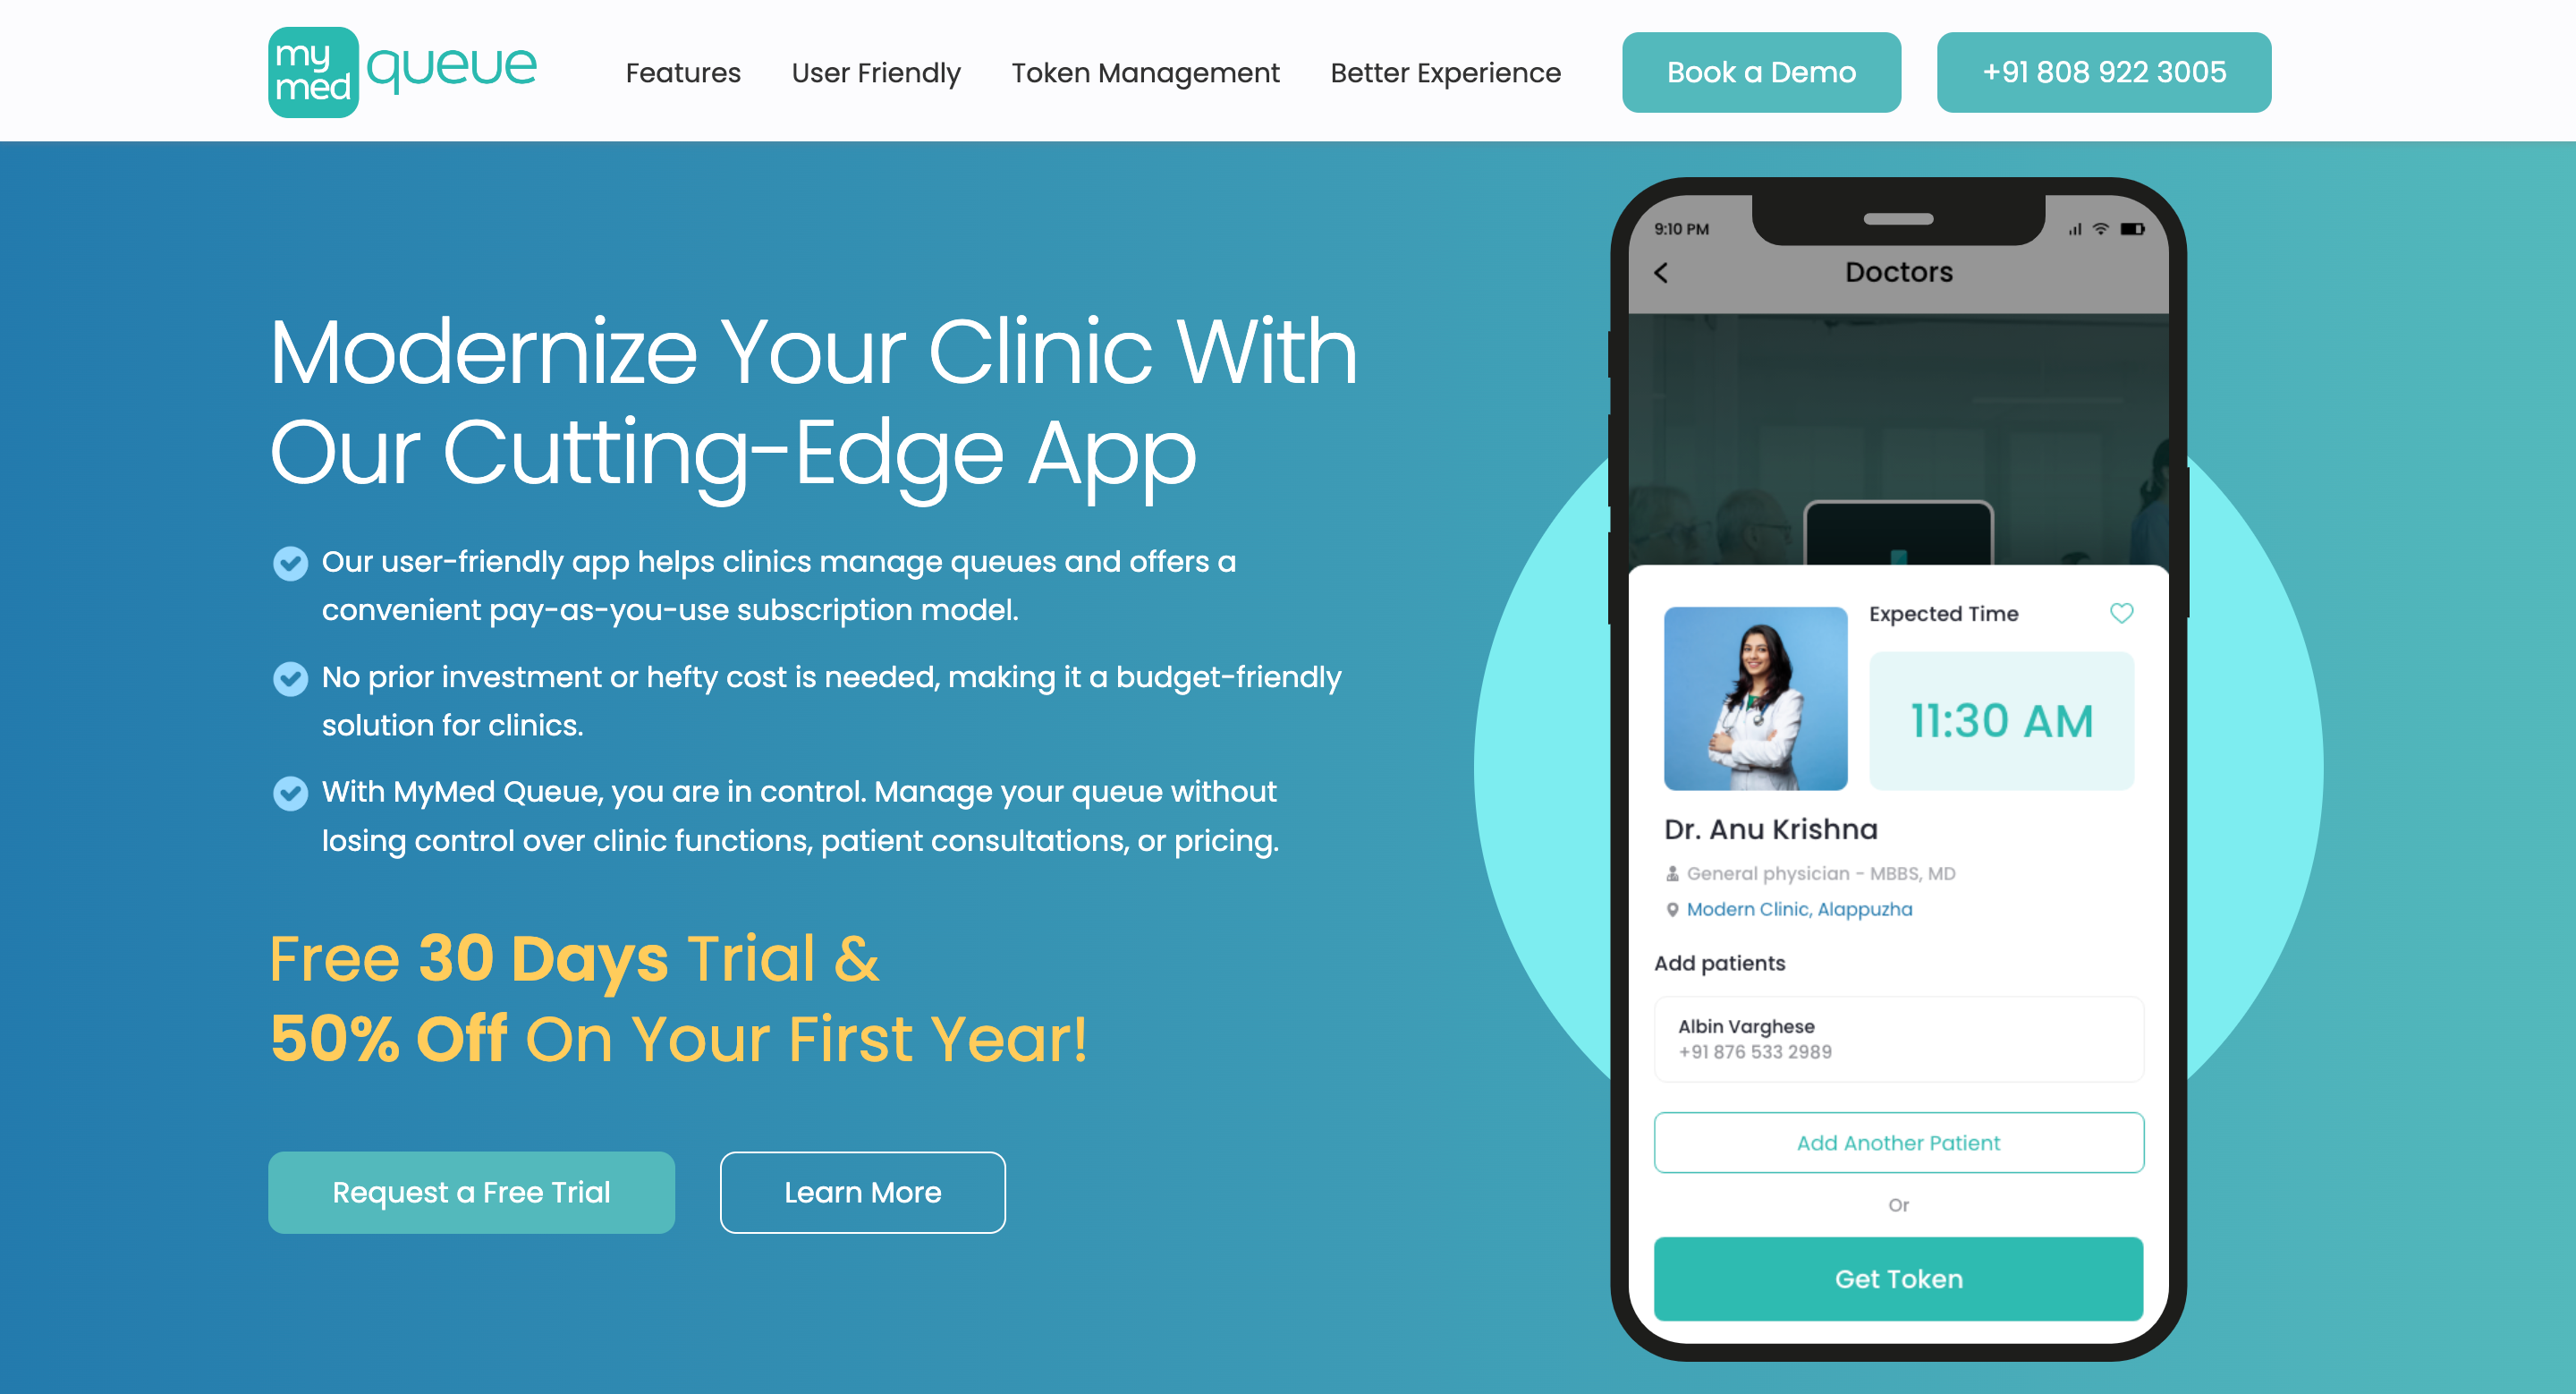 my
med queue
Features
User Friendly
Token Management
Better Experience
Book a Demo
+91 808 922 3005
Modernize Your Clinic With
Our Cutting-Edge App
Our user-friendly app helps clinics manage queues and offers a
convenient pay-as-you-use subscription model.
No prior investment or hefty cost is needed, making it a budget-friendly
solution for clinics.
With MyMed Queue, you are in control. Manage your queue without
losing control over clinic functions, patient consultations, or pricing.
Free 30 Days Trial &
50% Off On Your First Year!
Request a Free Trial
Learn More
9:10 PM
Doctors
Expected Time
11:30 AM
Dr. Anu Krishna
General physician - MBBS, MD
Modern Clinic, Alappuzha
Add patients
Albin Varghese
+91 876 533 2989
Add Another Patient
Or
Get Token